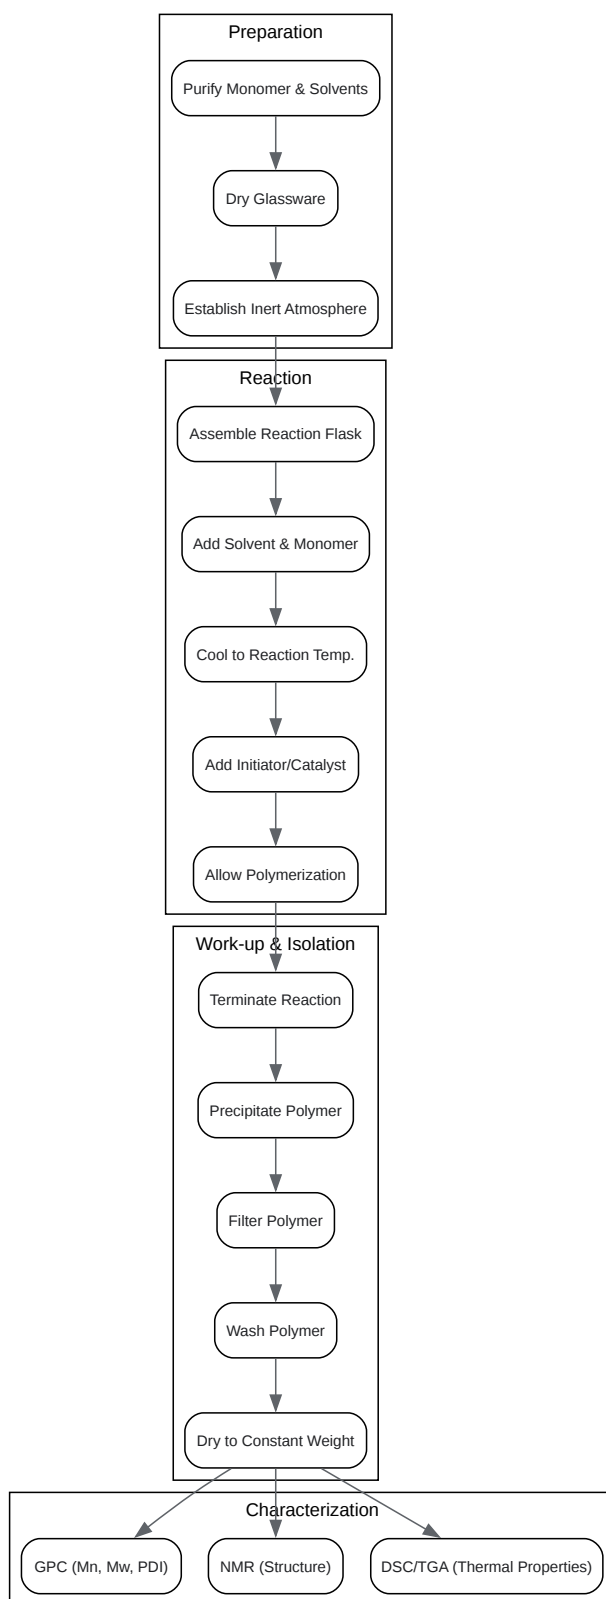 Preparation
Purify Monomer & Solvents
Dry Glassware
Establish Inert Atmosphere
Reaction
Assemble Reaction Flask
Add Solvent & Monomer
Cool to Reaction Temp.
Add Initiator/Catalyst
Allow Polymerization
Work-up & Isolation
Terminate Reaction
Precipitate Polymer
Filter Polymer
Wash Polymer
Dry to Constant Weight
Characterization
GPC (Mn, Mw, PDI)
NMR (Structure)
DSC/TGA (Thermal Properties)